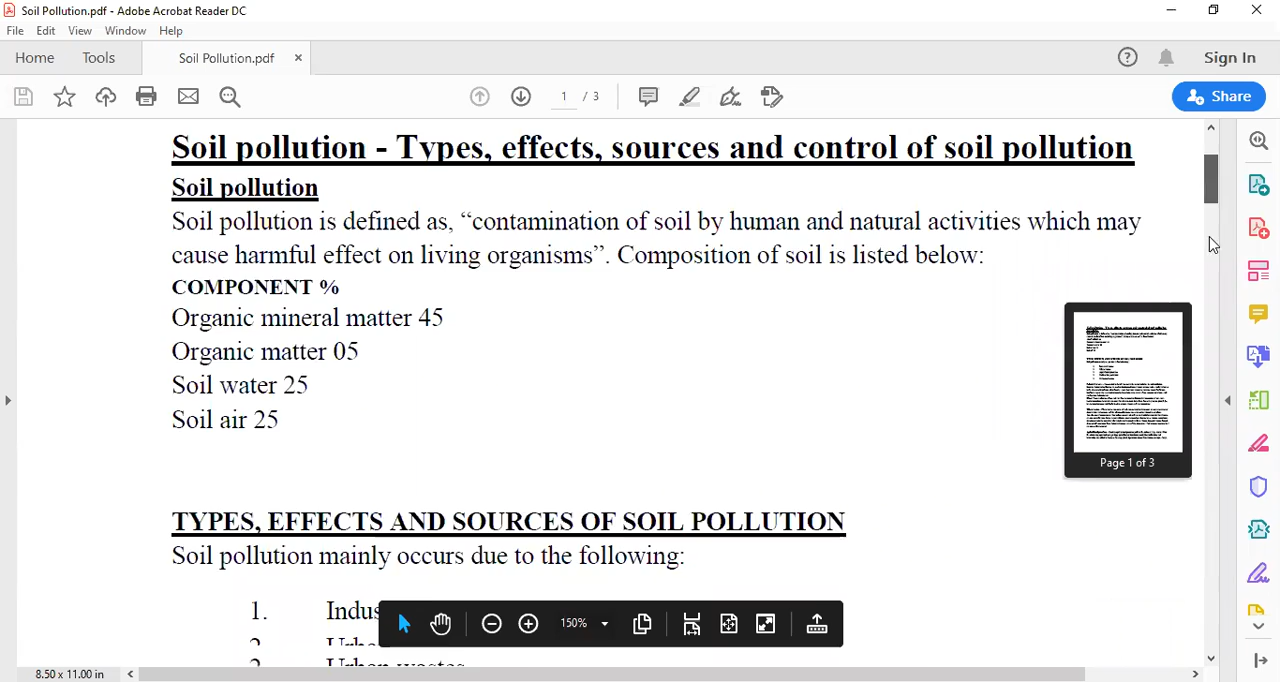 Soil Pollution.pdf - Adobe Acrobat Reader DC
File Edit View Window Help
Home Tools Soil Pollution.pdf × Sign In
1 / 3 Share
Soil pollution - Types, effects, sources and control of soil pollution
Soil pollution
Soil pollution is defined as, “contamination of soil by human and natural activities which may
cause harmful effect on living organisms”. Composition of soil is listed below:
COMPONENT %
Organic mineral matter 45
Organic matter 05
Soil water 25
Soil air 25
Page 1 of 3
TYPES, EFFECTS AND SOURCES OF SOIL POLLUTION
Soil pollution mainly occurs due to the following:
1. Indus
150%
2. Urban wastes
8.50 x 11.00 in